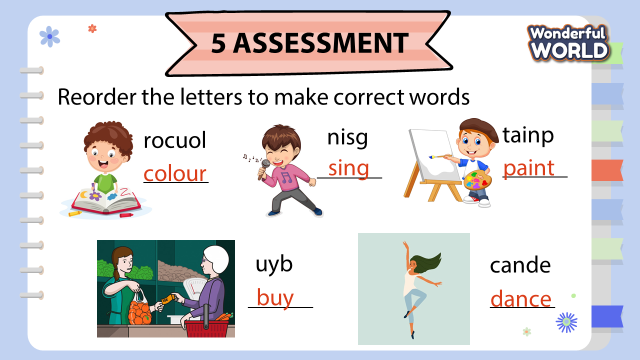 5 ASSESSMENT
Wonderful
WORLD
Reorder the letters to make correct words
rocuol
colour
nisg
sing
tainp
paint
uyb
buy
cande
dance